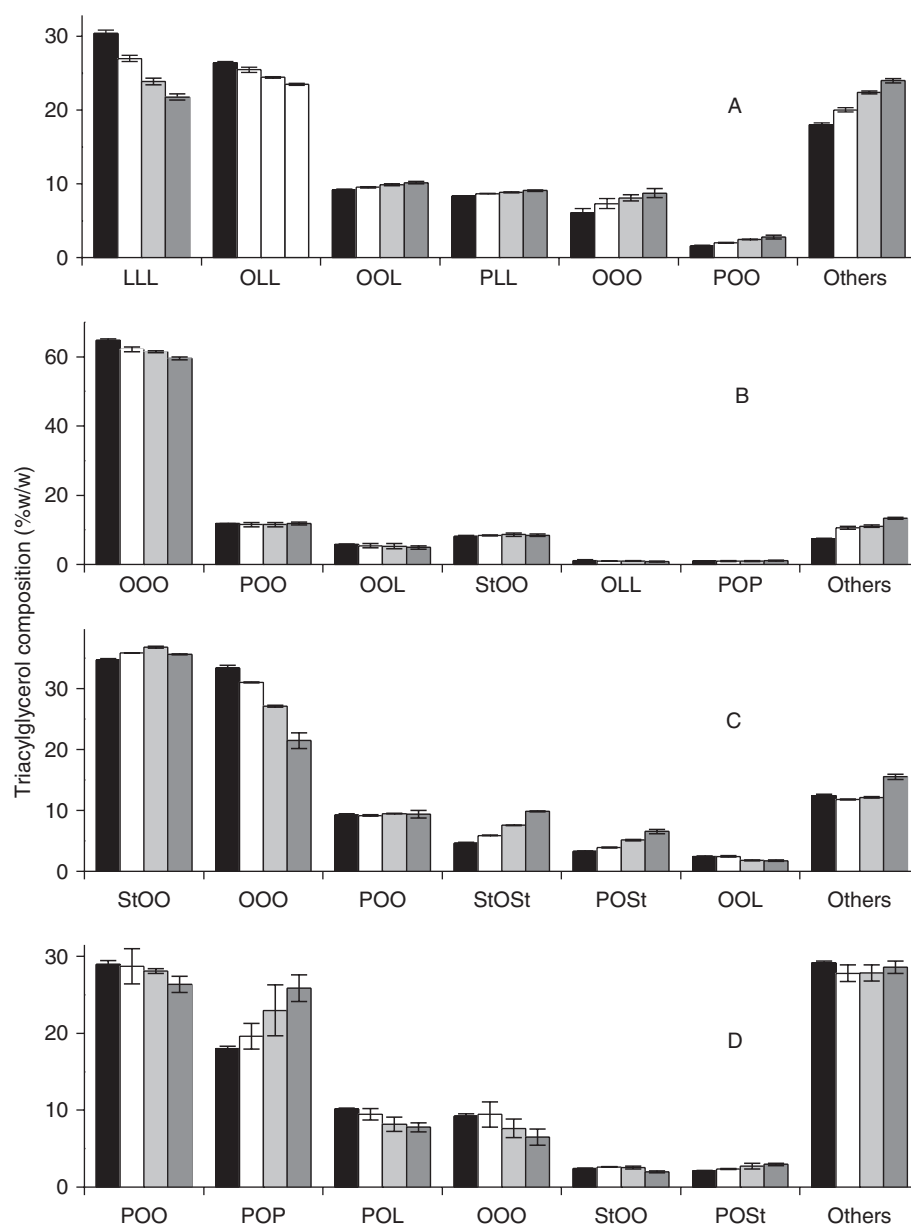 Triacylglycerol composition (%w/w)
30
20
10
0
A
LLL OLL OOL PLL OOO POO Others
60
40
20
0
B
OOO POO OOL StOO OLL POP Others
30
20
10
0
C
StOO OOO POO StOSt POSt OOL Others
30
20
10
0
D
POO POP POL OOO StOO POSt Others